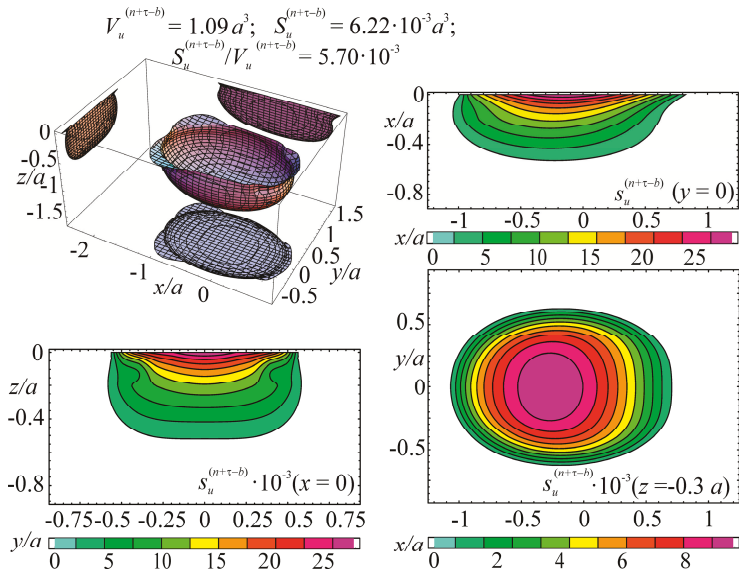 V_u^(n+τ–b) = 1.09 a³; S_u^(n+τ–b) = 6.22·10⁻³a³;
S_u^(n+τ–b)/V_u^(n+τ–b) = 5.70·10⁻³
0
-0.5
z/a
-1
-1.5
-2
-1
x/a
0
1.5
1
0.5
y/a
0
-0.5
0
x/a
-0.4
-0.8
s_u^(n+τ–b) (y = 0)
-1 -0.5 0 0.5 1
x/a
0 5 10 15 20 25
0
z/a
-0.4
-0.8
s_u^(n+τ–b)·10⁻³(x = 0)
-0.75 -0.25 0 0.25 0.5 0.75
y/a
0 5 10 15 20 25
0.5
y/a
0
-0.5
s_u^(n+τ–b)·10⁻³(z =-0.3 a)
-1 -0.5 0 0.5 1
x/a
0 2 4 6 8